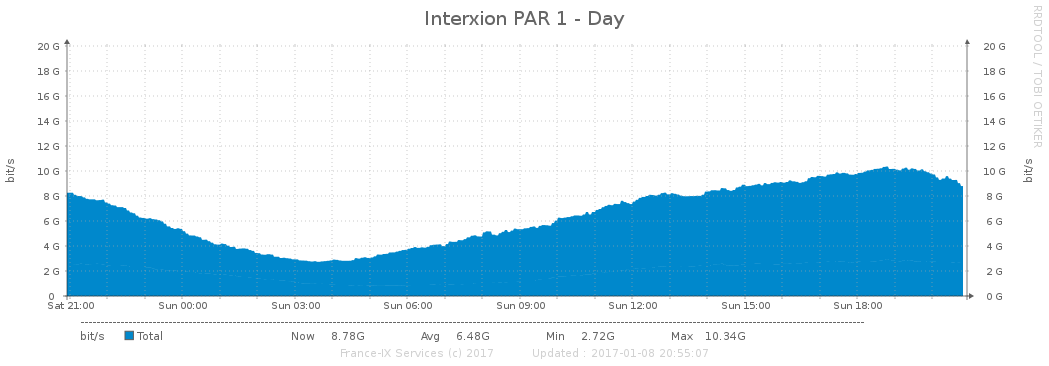 Interxion PAR 1 - Day
RRDTOOL / TOBI OETIKER
bit/s
20 G 20 G
18 G 18 G
16 G 16 G
14 G 14 G
12 G 12 G
10 G 10 G
8 G 8 G
6 G 6 G
4 G 4 G
2 G 2 G
0 0 G
bit/s
Sat 21:00 Sun 00:00 Sun 03:00 Sun 06:00 Sun 09:00 Sun 12:00 Sun 15:00 Sun 18:00
bit/s Total Now 8.78G Avg 6.48G Min 2.72G Max 10.34G
France-IX Services (c) 2017 Updated : 2017-01-08 20:55:07